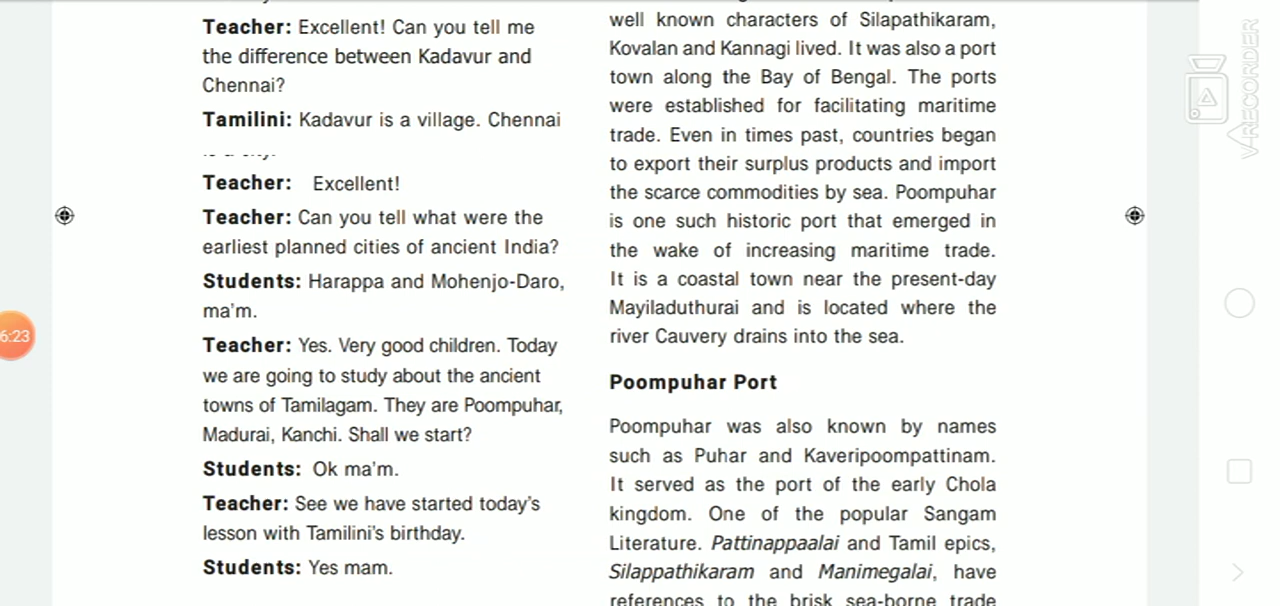 Teacher: Excellent! Can you tell me
the difference between Kadavur and
Chennai?
Tamilini: Kadavur is a village. Chennai
Teacher: Excellent!
Teacher: Can you tell what were the
earliest planned cities of ancient India?
Students: Harappa and Mohenjo-Daro,
ma'm.
Teacher: Yes. Very good children. Today
we are going to study about the ancient
towns of Tamilagam. They are Poompuhar,
Madurai, Kanchi. Shall we start?
Students: Ok ma'm.
Teacher: See we have started today's
lesson with Tamilini's birthday.
Students: Yes mam.
well known characters of Silapathikaram,
Kovalan and Kannagi lived. It was also a port
town along the Bay of Bengal. The ports
were established for facilitating maritime
trade. Even in times past, countries began
to export their surplus products and import
the scarce commodities by sea. Poompuhar
is one such historic port that emerged in
the wake of increasing maritime trade.
It is a coastal town near the present-day
Mayiladuthurai and is located where the
river Cauvery drains into the sea.
Poompuhar Port
Poompuhar was also known by names
such as Puhar and Kaveripoompattinam.
It served as the port of the early Chola
kingdom. One of the popular Sangam
Literature. Pattinappaalai and Tamil epics,
Silappathikaram and Manimegalai, have
references to the brisk sea-borne trade
6:23
V-RECORDER